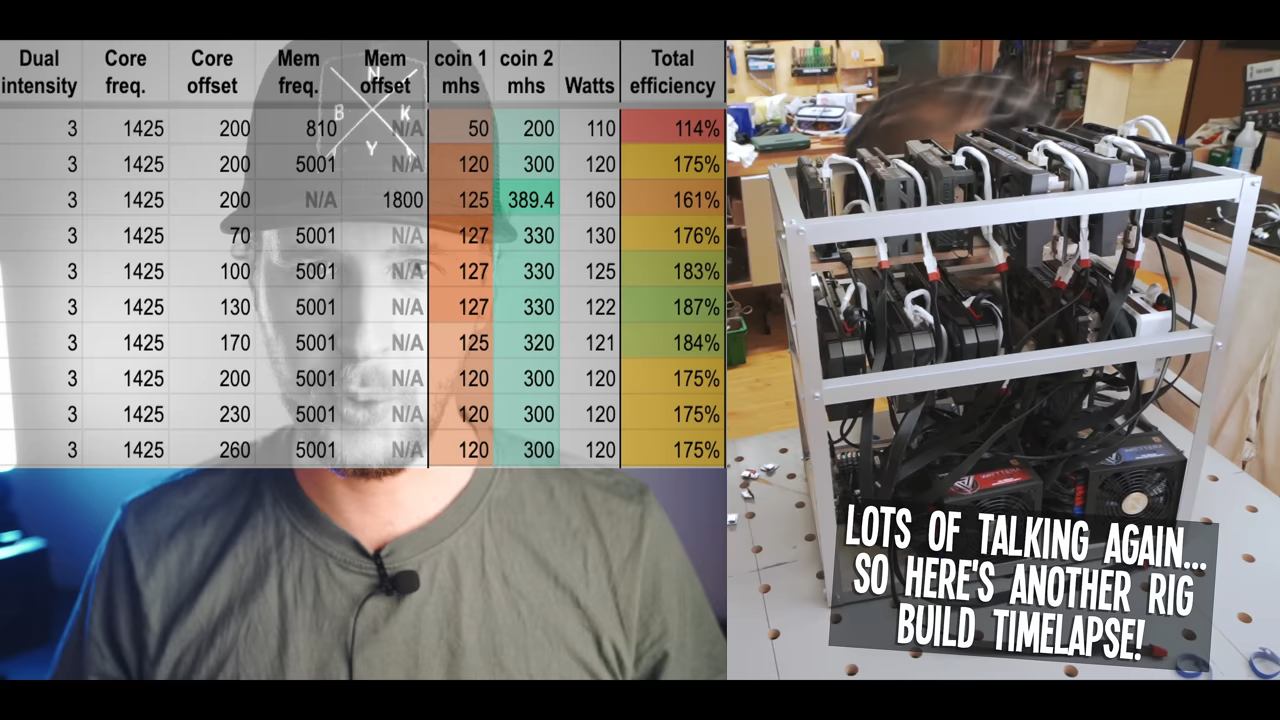 Dual intensity Core freq. Core offset Mem freq. Mem offset coin 1 mhs coin 2 mhs Watts Total efficiency
3 1425 200 810 N/A 50 200 110 114%
3 1425 200 5001 N/A 120 300 120 175%
3 1425 200 N/A 1800 125 389.4 160 161%
3 1425 70 5001 N/A 127 330 130 176%
3 1425 100 5001 N/A 127 330 125 183%
3 1425 130 5001 N/A 127 330 122 187%
3 1425 170 5001 N/A 125 320 121 184%
3 1425 200 5001 N/A 120 300 120 175%
3 1425 230 5001 N/A 120 300 120 175%
3 1425 260 5001 N/A 120 300 120 175%
N
B K
Y
LOTS OF TALKING AGAIN...
SO HERE'S ANOTHER RIG
BUILD TIMELAPSE!